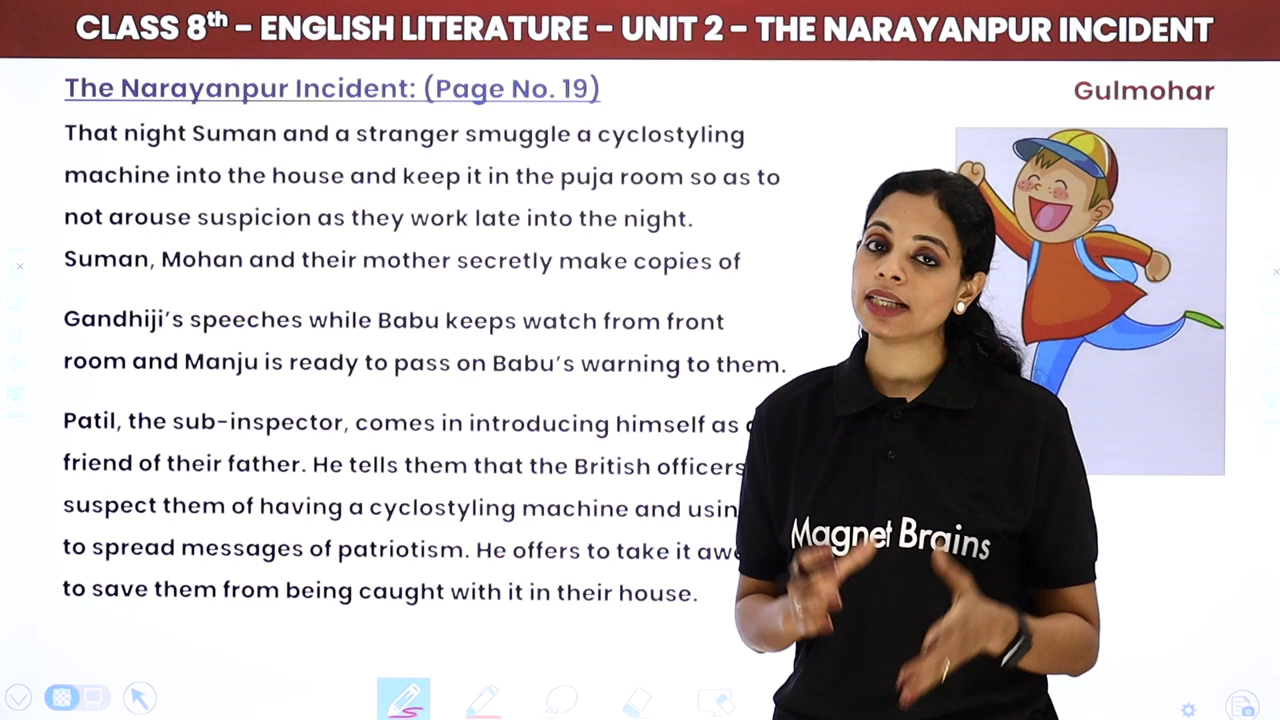 CLASS 8th - ENGLISH LITERATURE - UNIT 2 - THE NARAYANPUR INCIDENT
The Narayanpur Incident: (Page No. 19)
Gulmohar
That night Suman and a stranger smuggle a cyclostyling
machine into the house and keep it in the puja room so as to
not arouse suspicion as they work late into the night.
Suman, Mohan and their mother secretly make copies of
Gandhiji's speeches while Babu keeps watch from front
room and Manju is ready to pass on Babu's warning to them.
Patil, the sub-inspector, comes in introducing himself as
friend of their father. He tells them that the British officers
suspect them of having a cyclostyling machine and
to spread messages of patriotism. He offers to take it
to save them from being caught with it in their house.
Magnet Brains